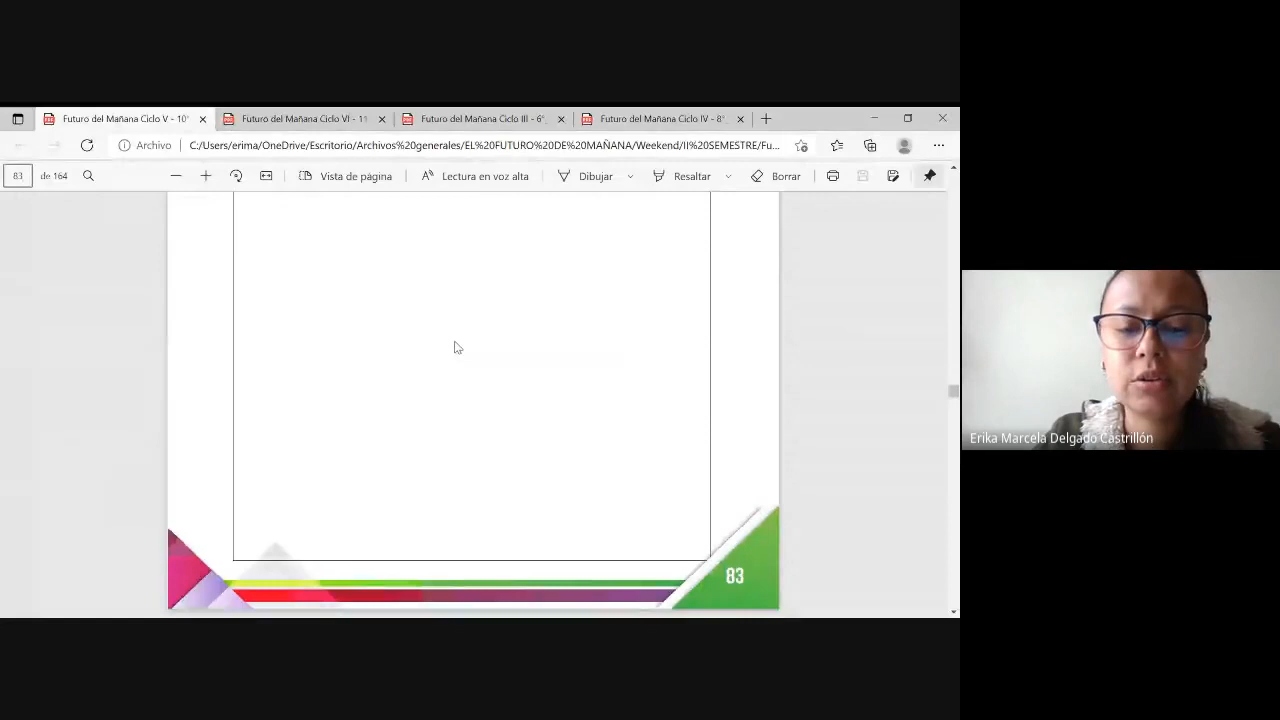 Futuro del Mañana Ciclo V - 10°
Futuro del Mañana Ciclo VI - 11
Futuro del Mañana Ciclo III - 6°
Futuro del Mañana Ciclo IV - 8°
Archivo
C:/Users/erima/OneDrive/Escritorio/Archivos%20generales/EL%20FUTURO%20DE%20MAÑANA/Weekend/II%20SEMESTRE/Fu...
83 de 164
Vista de página
Lectura en voz alta
Dibujar
Resaltar
Borrar
83
Erika Marcela Delgado Castrillón